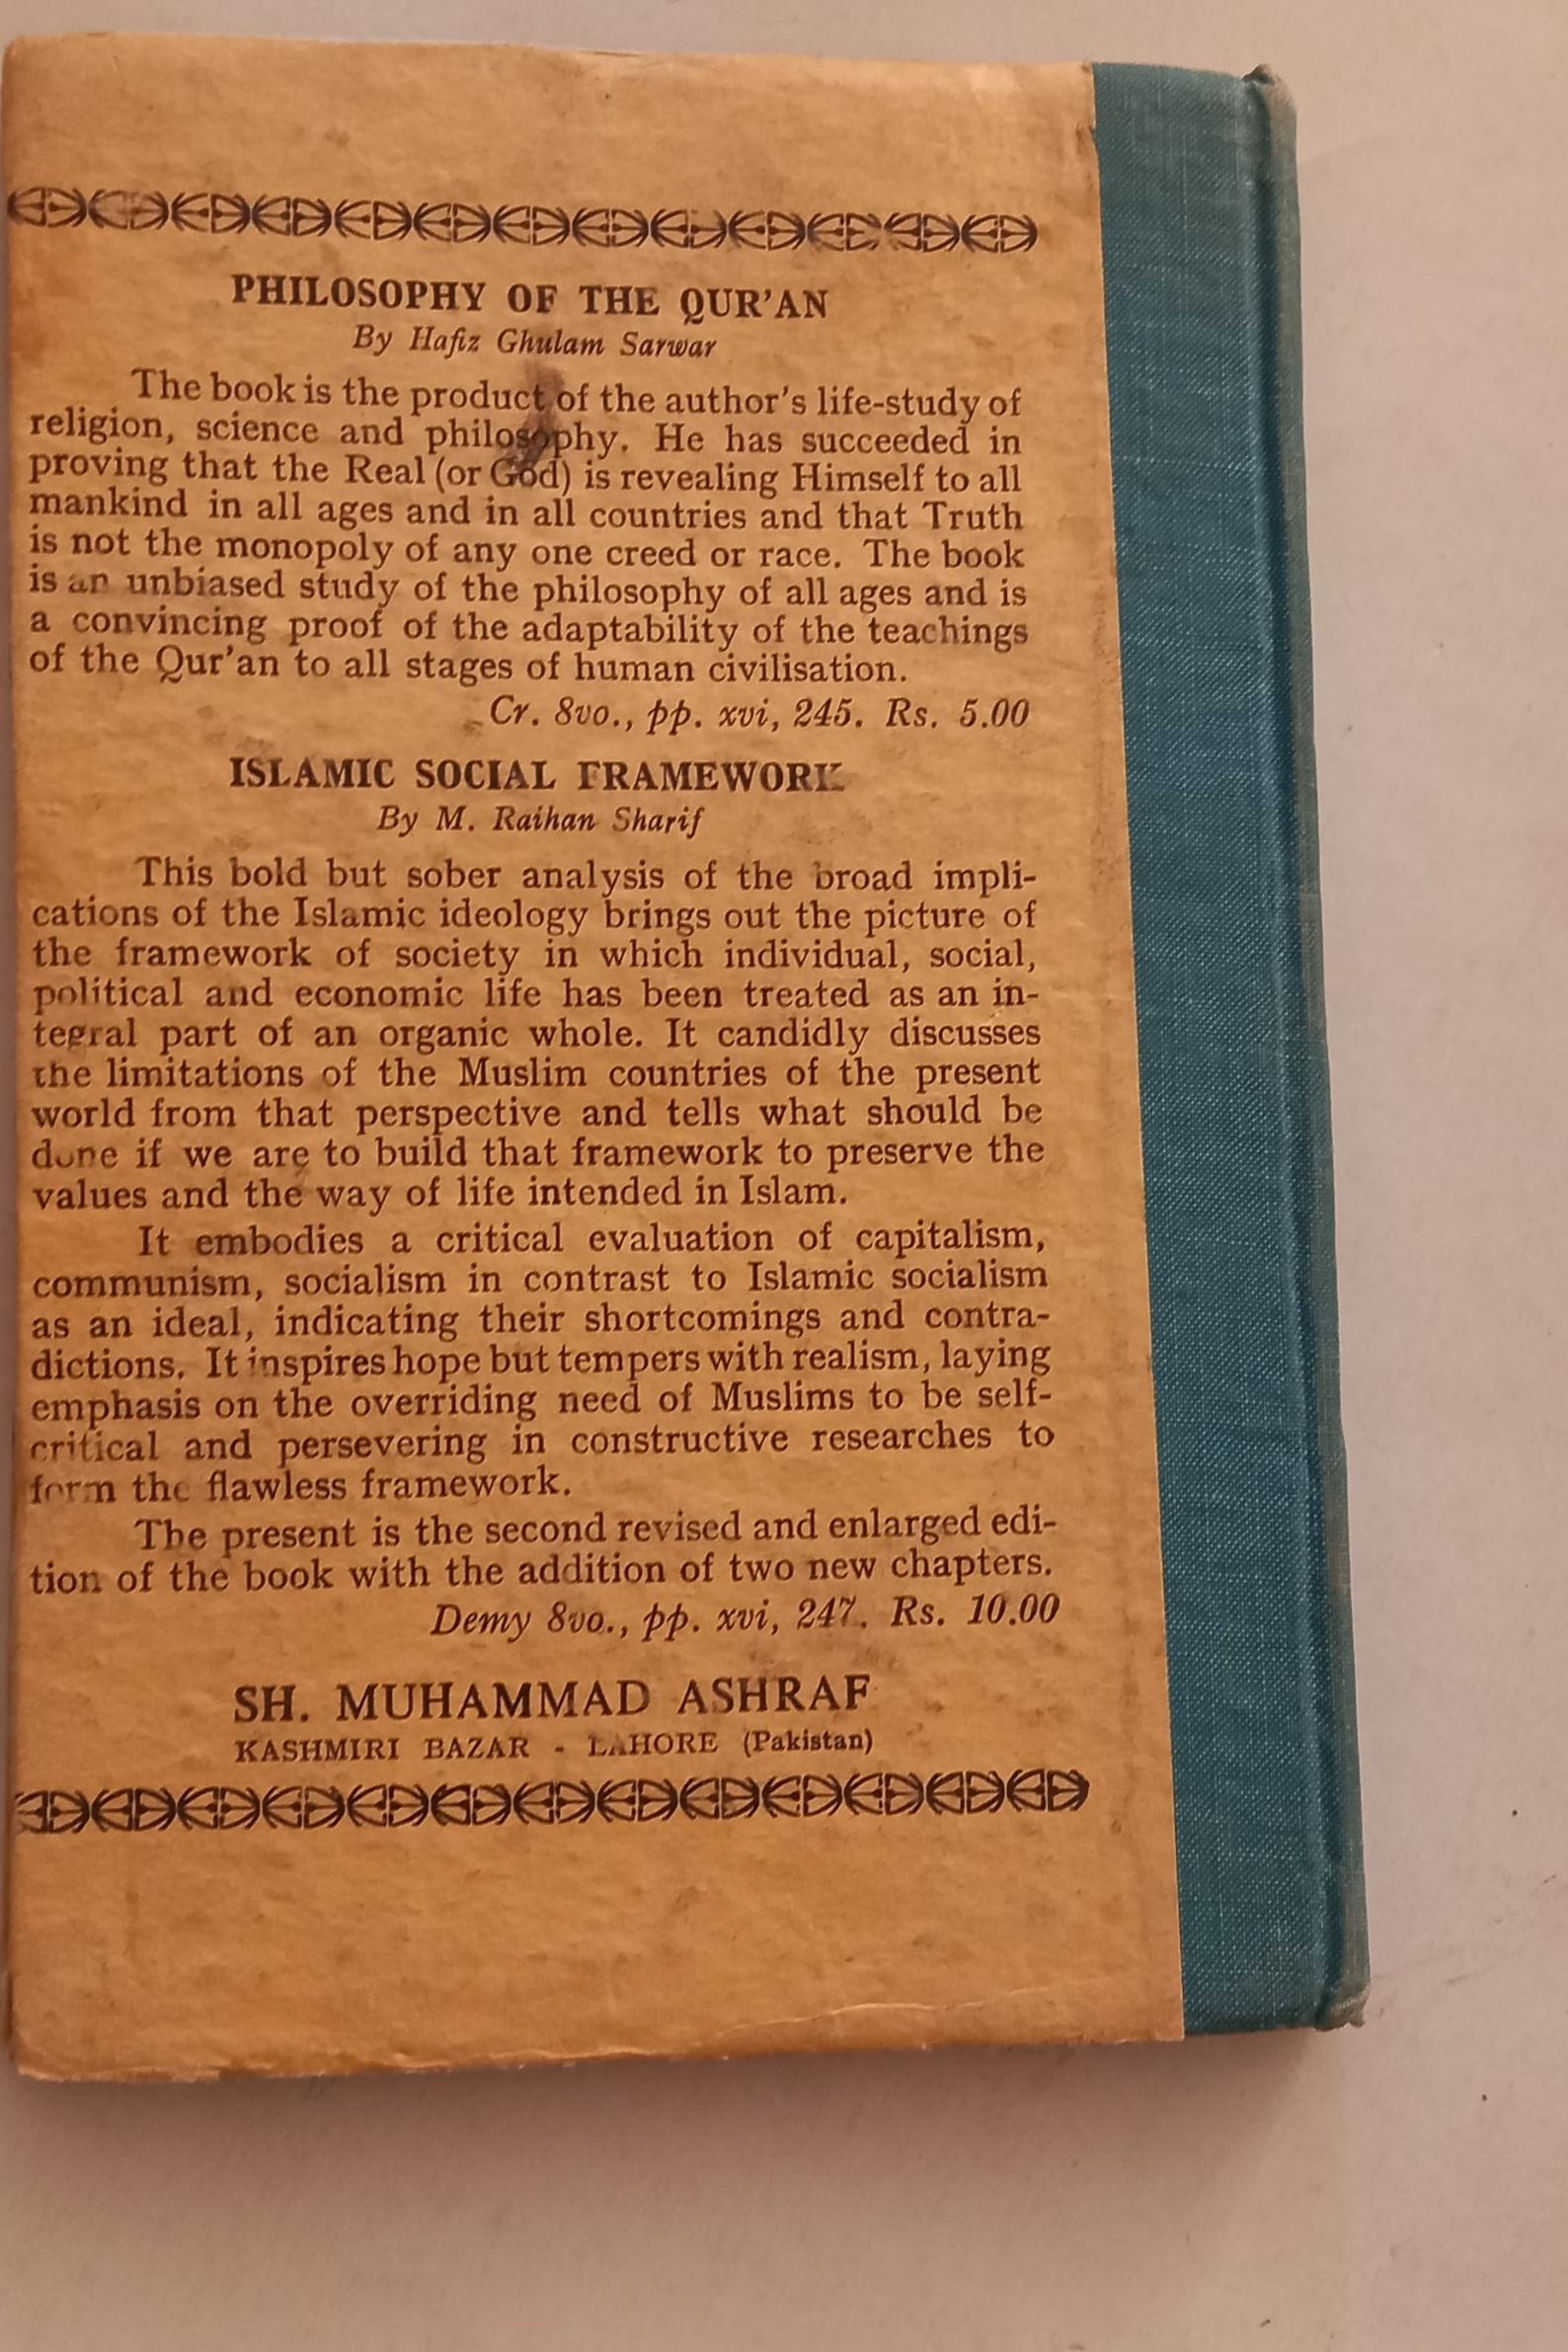 PHILOSOPHY OF THE QUR'AN
By Hafiz Ghulam Sarwar
The book is the product of the author's life-study of
religion, science and philosophy. He has succeeded in
proving that the Real (or God) is revealing Himself to all
mankind in all ages and in all countries and that Truth
is not the monopoly of any one creed or race. The book
is an unbiased study of the philosophy of all ages and is
a convincing proof of the adaptability of the teachings
of the Qur'an to all stages of human civilisation.
Cr. 8vo., pp. xvi, 245. Rs. 5.00
ISLAMIC SOCIAL FRAMEWORK
By M. Raihan Sharif
This bold but sober analysis of the broad impli-
cations of the Islamic ideology brings out the picture of
the framework of society in which individual, social,
political and economic life has been treated as an in-
tegral part of an organic whole. It candidly discusses
the limitations of the Muslim countries of the present
world from that perspective and tells what should be
done if we are to build that framework to preserve the
values and the way of life intended in Islam.
It embodies a critical evaluation of capitalism,
communism, socialism in contrast to Islamic socialism
as an ideal, indicating their shortcomings and contra-
dictions. It inspires hope but tempers with realism, laying
emphasis on the overriding need of Muslims to be self-
critical and persevering in constructive researches to
form the flawless framework.
The present is the second revised and enlarged edi-
tion of the book with the addition of two new chapters.
Demy 8vo., pp. xvi, 247. Rs. 10.00
SH. MUHAMMAD ASHRAF
KASHMIRI BAZAR - LAHORE (Pakistan)